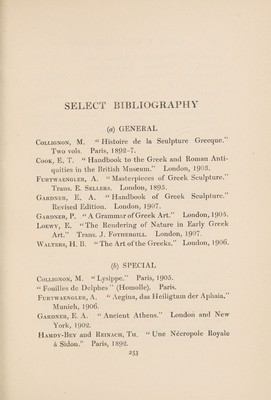 SELECT BIBLIOGRAPHY
(a) GENERAL
COLLIGNON, M. "Histoire de la Sculpture Grecque."
Two vols. Paris, 1892-7.
COOK, E. T. "Handbook to the Greek and Roman Anti-
quities in the British Museum." London, 1903.
FURTWAENGLER, A. "Masterpieces of Greek Sculpture."
Trans. E. SELLERS. London, 1895.
GARDNER, E. A. "Handbook of Greek Sculpture."
Revised Edition. London, 1907.
GARDNER, P. "A Grammar of Greek Art." London, 1905.
LOEWY, E. "The Rendering of Nature in Early Greek
Art." Trans. J. FOTHERGILL. London, 1907.
WALTERS, H. B. "The Art of the Greeks." London, 1906.
(b) SPECIAL
COLLIGNON, M. "Lysippe." Paris, 1905.
"Fouilles de Delphes" (Homolle). Paris.
FURTWAENGLER, A. "Aegina, das Heiligtum der Aphaia,"
Munich, 1906.
GARDNER, E. A. "Ancient Athens." London and New
York, 1902.
HAMDY-BEY and REINACH, TH. "Une Nécropole Royale
à Sidon." Paris, 1892.
253